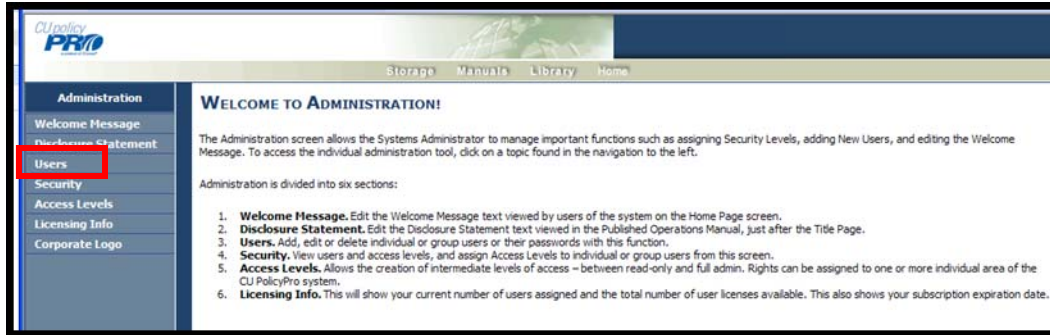 CU policy
PRO
Storage Manuals Library Home
Administration
Welcome Message
Disclosure Statement
Users
Security
Access Levels
Licensing Info
Corporate Logo
WELCOME TO ADMINISTRATION!
The Administration screen allows the Systems Administrator to manage important functions such as assigning Security Levels, adding New Users, and editing the Welcome
Message. To access the individual administration tool, click on a topic found in the navigation to the left.
Administration is divided into six sections:
1. Welcome Message. Edit the Welcome Message text viewed by users of the system on the Home Page screen.
2. Disclosure Statement. Edit the Disclosure Statement text viewed in the Published Operations Manual, just after the Title Page.
3. Users. Add, edit or delete individual or group users or their passwords with this function.
4. Security. View users and access levels, and assign Access Levels to individual or group users from this screen.
5. Access Levels. Allows the creation of intermediate levels of access – between read-only and full admin. Rights can be assigned to one or more individual area of the
CU PolicyPro system.
6. Licensing Info. This will show your current number of users assigned and the total number of user licenses available. This also shows your subscription expiration date.